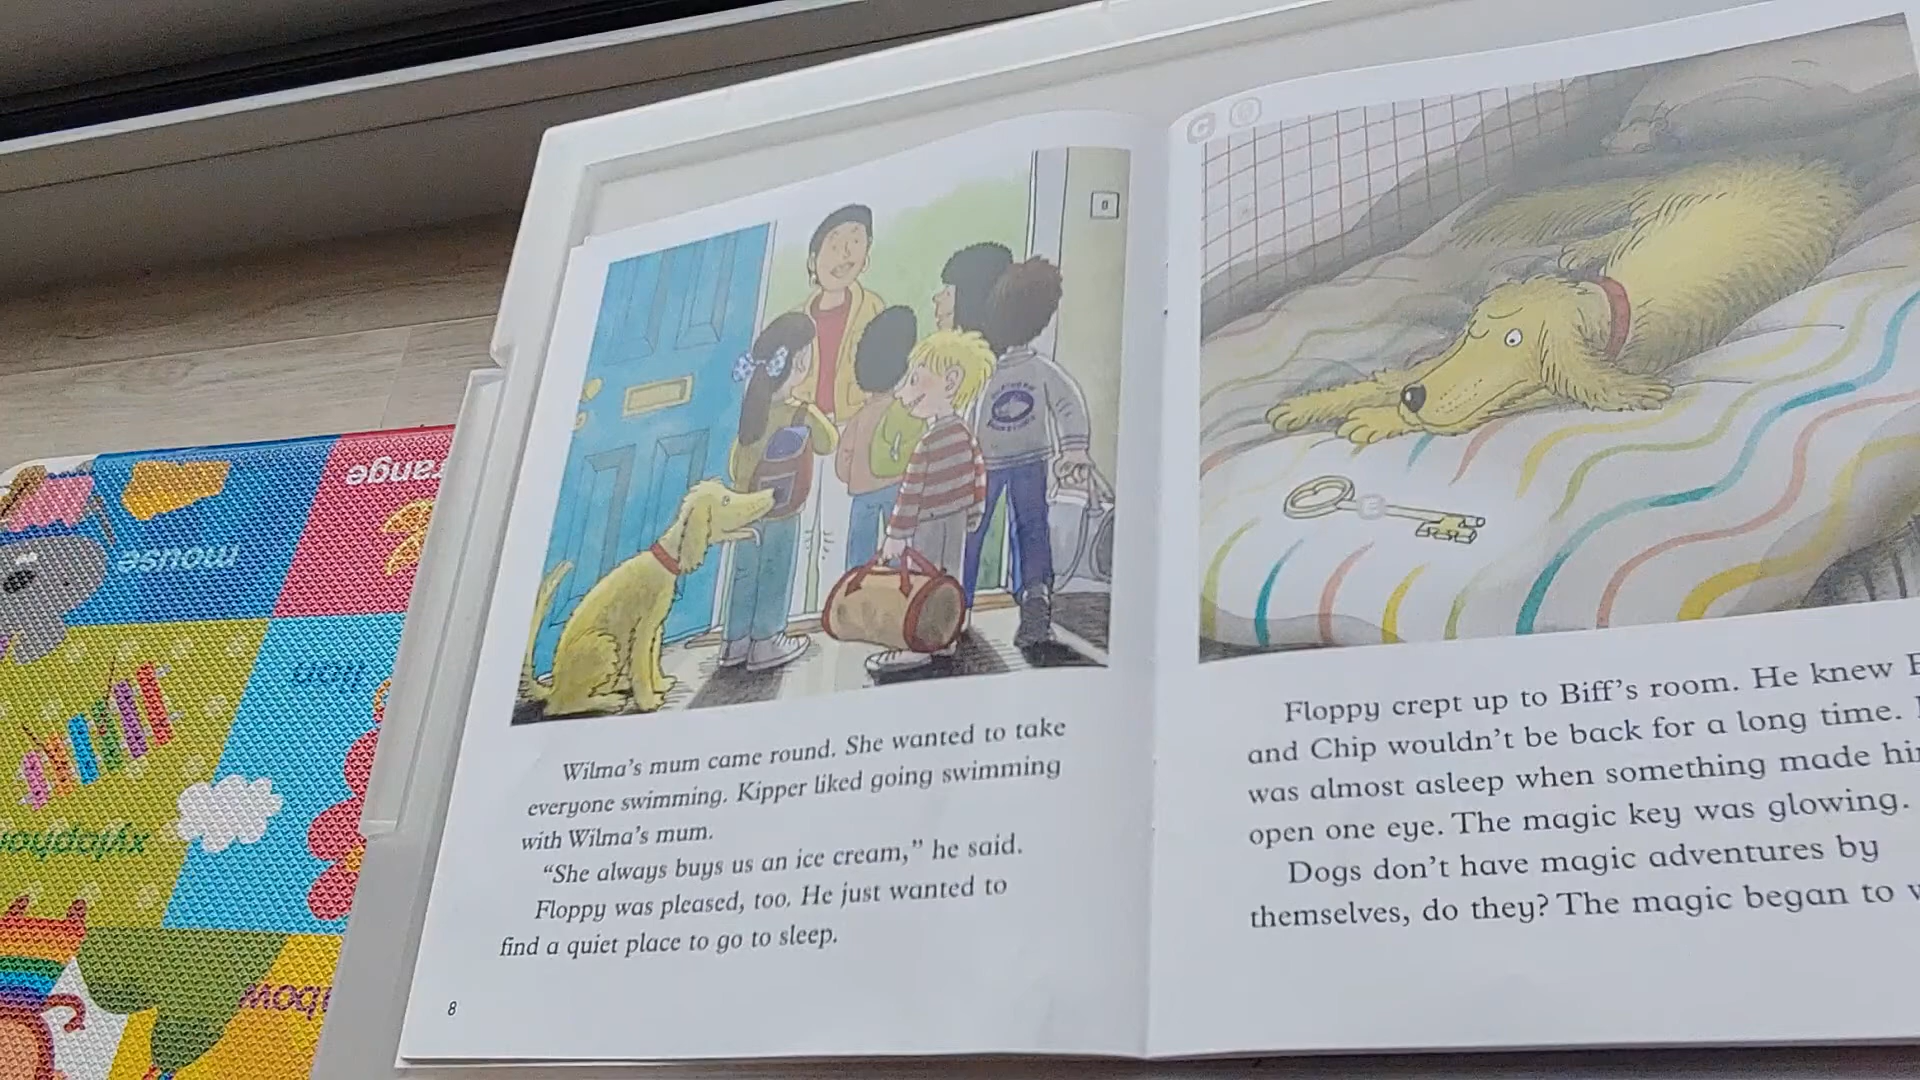 Wilma's mum came round. She wanted to take
everyone swimming. Kipper liked going swimming
with Wilma's mum.
"She always buys us an ice cream," he said.
Floppy was pleased, too. He just wanted to
find a quiet place to go to sleep.
8
Floppy crept up to Biff's room. He knew
and Chip wouldn't be back for a long time.
was almost asleep when something made
open one eye. The magic key was glowing.
Dogs don't have magic adventures by
themselves, do they? The magic began to
mouse
hen
xylophon